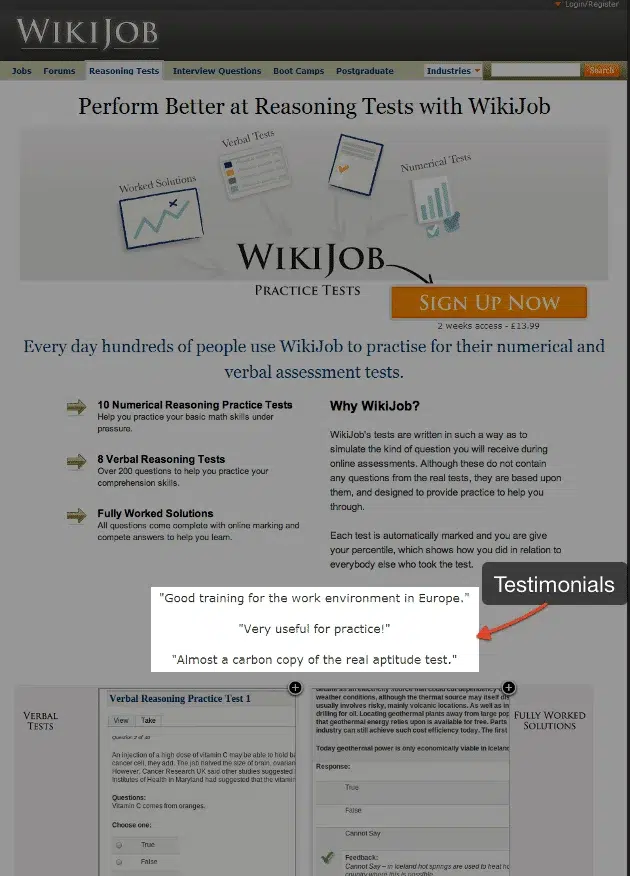 Login/Register
WIKIJOB
Jobs Forums Reasoning Tests Interview Questions Boot Camps Postgraduate Industries Search
Perform Better at Reasoning Tests with WikiJob
Verbal Tests
Worked Solutions
Numerical Tests
WIKIJOB
PRACTICE TESTS
SIGN UP NOW
2 weeks access - £13.99
Every day hundreds of people use WikiJob to practise for their numerical and
verbal assessment tests.
10 Numerical Reasoning Practice Tests
Help you practice your basic math skills under
pressure.
8 Verbal Reasoning Tests
Over 200 questions to help you practice your
comprehension skills.
Fully Worked Solutions
All questions come complete with online marking and
compete answers to help you learn.
Why WikiJob?
WikiJob's tests are written in such a way as to
simulate the kind of question you will receive during
online assessments. Although these do not contain
any questions from the real tests, they are based upon
them, and designed to provide practice to help you
through.
Each test is automatically marked and you are give
your percentile, which shows how you did in relation to
everybody else who took the test.
Testimonials
"Good training for the work environment in Europe."
"Very useful for practice!"
"Almost a carbon copy of the real aptitude test."
VERBAL
TESTS
Verbal Reasoning Practice Test 1
View Take
Question 2 of 40
An injection of a high dose of vitamin C may be able to hold ba
cancer cell, they add. The job halved the size of brain, ovarian
However, Cancer Research UK said other studies suggested
Institutes of Health in Maryland had suggested that the vitamin
Questions:
Vitamin C comes from oranges.
Choose one:
True
False
weather conditions, although the thermal source may itself
usually involves risky, mainly volcanic locations. As well as in
drilling for oil. Locating geothermal plants away from large pop
that geothermal energy relies upon is available for free. Parts
industry can still achieve such cost efficiency today. The first
Today geothermal power is only economically viable in Iceland
Response:
True
False
Cannot Say
Feedback:
Cannot Say – in Iceland hot springs are used to heat
country where this is possible
FULLY WORKED
SOLUTIONS